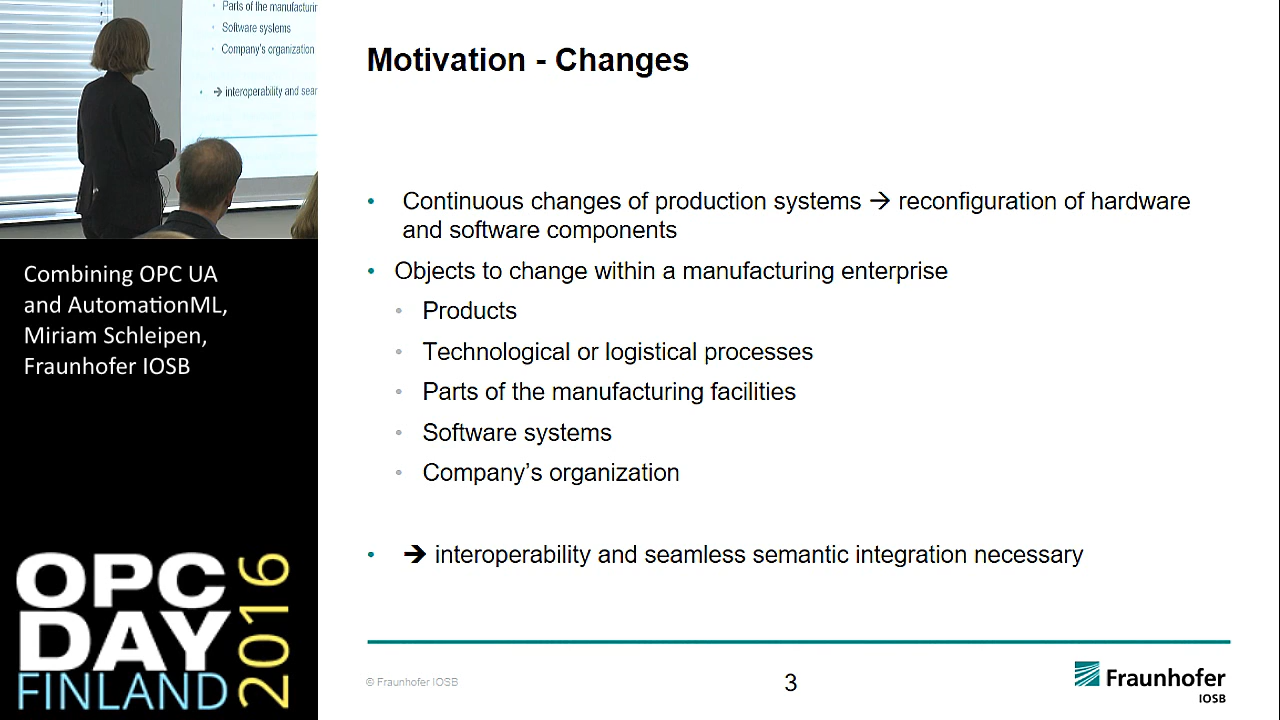 Parts of the manufacturin
Software systems
Company's organization
→ interoperability and sear
Combining OPC UA
and AutomationML,
Miriam Schleipen,
Fraunhofer IOSB
OPC
DAY
FINLAND
2016
Motivation - Changes
• Continuous changes of production systems → reconfiguration of hardware
and software components
• Objects to change within a manufacturing enterprise
• Products
• Technological or logistical processes
• Parts of the manufacturing facilities
• Software systems
• Company’s organization
• ➔ interoperability and seamless semantic integration necessary
© Fraunhofer IOSB
3
Fraunhofer
IOSB